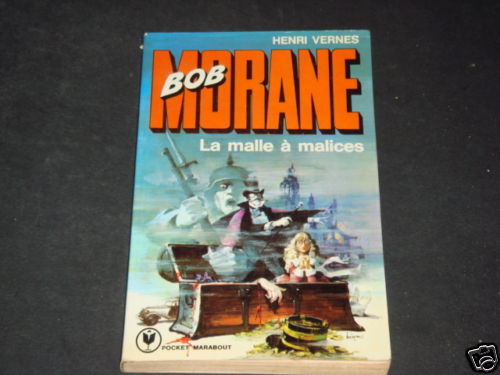 HENRI VERNES
BOB
MORANE
La malle à malices
POCKET MARABOUT